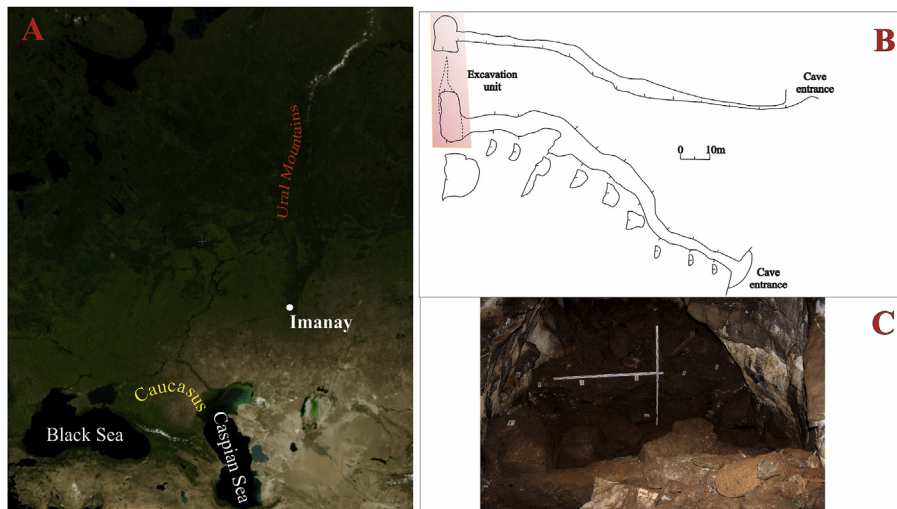 A
Ural Mountains
Imanay
Caucasus
Black Sea
Caspian Sea
B
Excavation
unit
Cave
entrance
0 10m
Cave
entrance
C